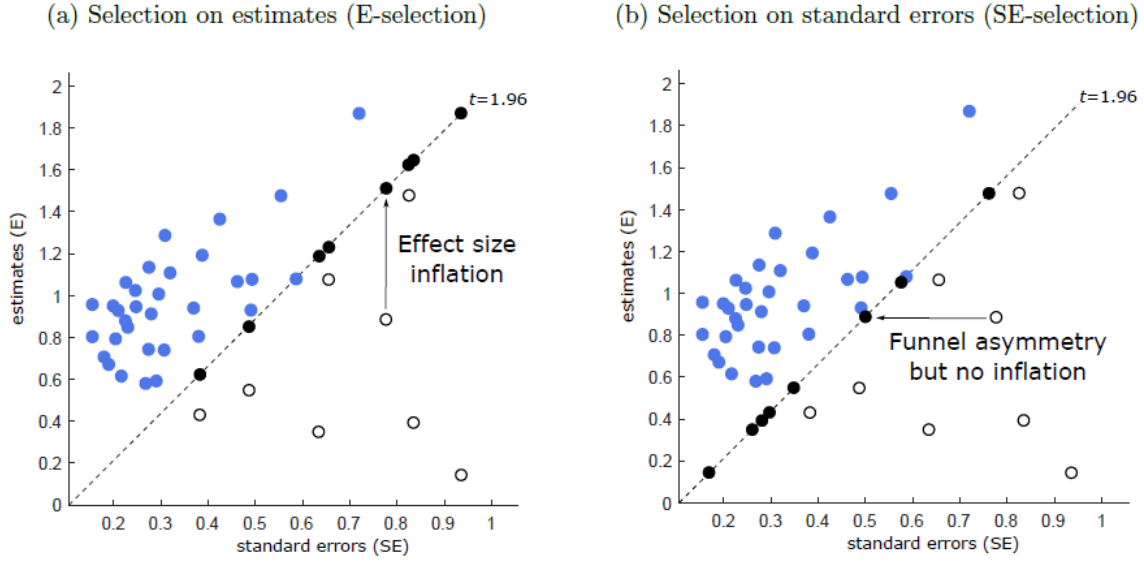 (a) Selection on estimates (E-selection)
(b) Selection on standard errors (SE-selection)
t=1.96
2
1.8
1.6
1.4
1.2
1
0.8
0.6
0.4
0.2
0
estimates (E)
Effect size
inflation
0.2 0.3 0.4 0.5 0.6 0.7 0.8 0.9 1
standard errors (SE)
t=1.96
2
1.8
1.6
1.4
1.2
1
0.8
0.6
0.4
0.2
0
estimates (E)
Funnel asymmetry
but no inflation
0.2 0.3 0.4 0.5 0.6 0.7 0.8 0.9 1
standard errors (SE)